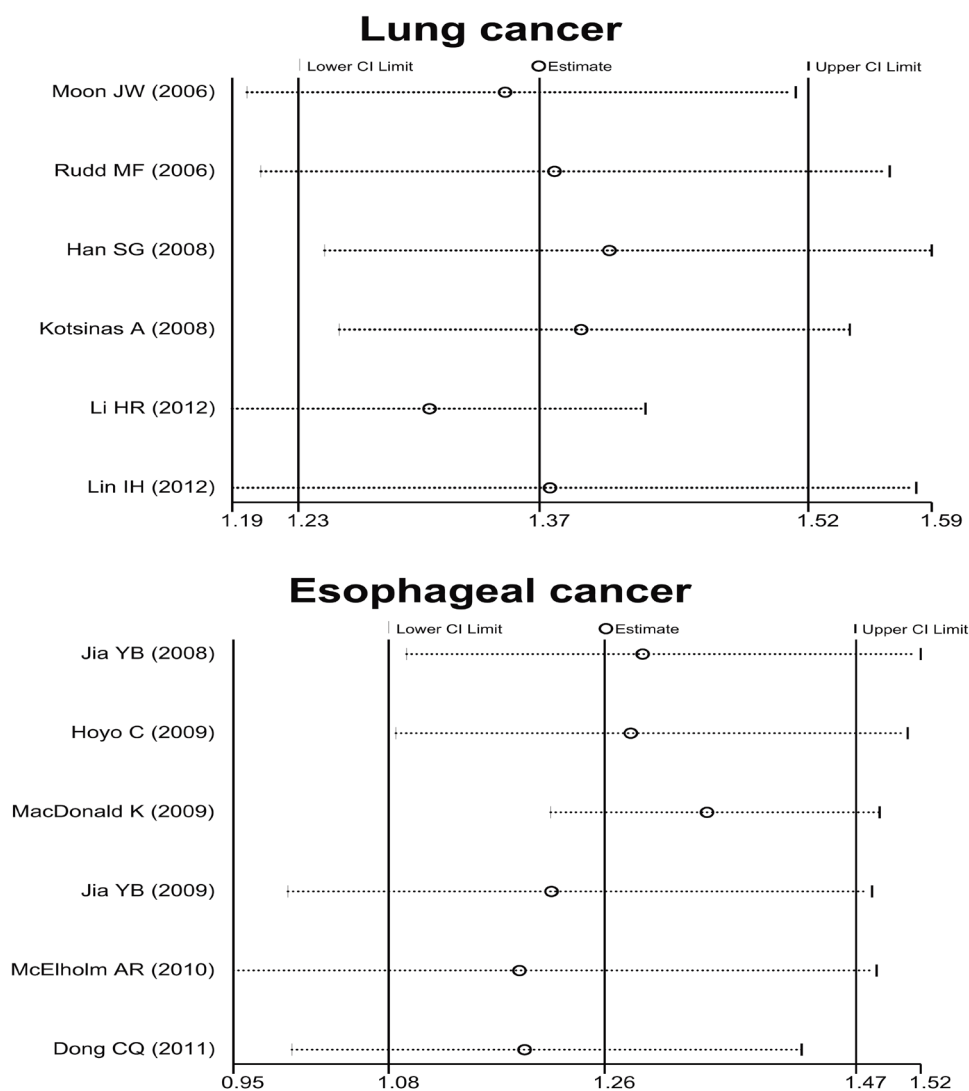 Lung cancer
Lower CI Limit Estimate Upper CI Limit
Moon JW (2006)
Rudd MF (2006)
Han SG (2008)
Kotsinas A (2008)
Li HR (2012)
Lin IH (2012)
1.19 1.23 1.37 1.52 1.59
Esophageal cancer
Lower CI Limit Estimate Upper CI Limit
Jia YB (2008)
Hoyo C (2009)
MacDonald K (2009)
Jia YB (2009)
McElholm AR (2010)
Dong CQ (2011)
0.95 1.08 1.26 1.47 1.52